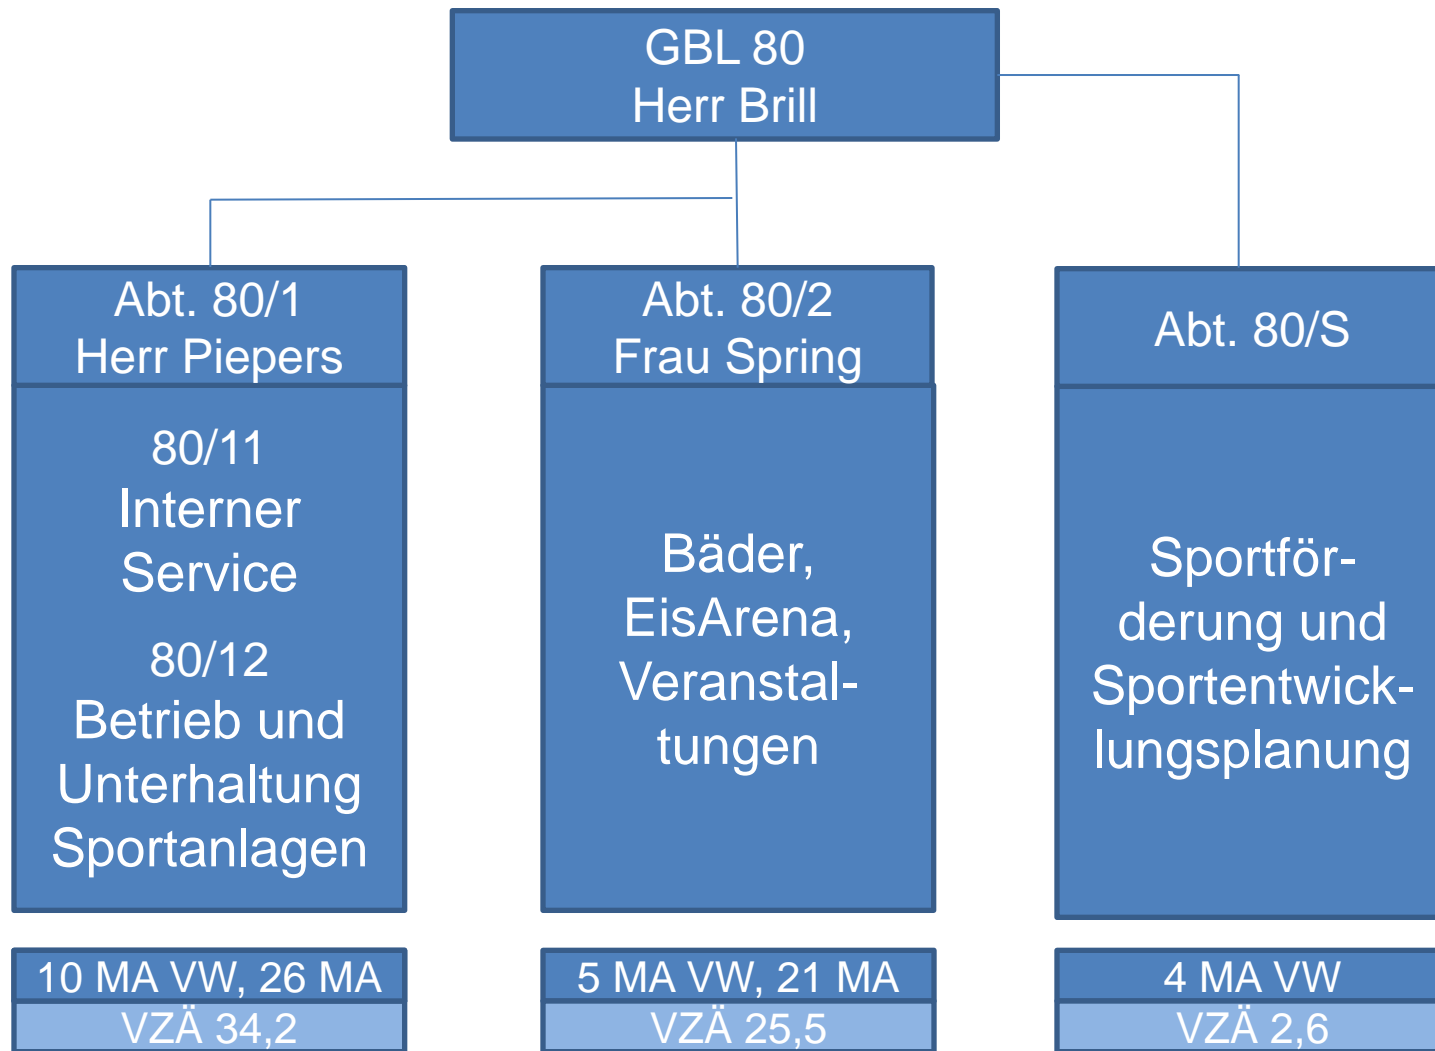 GBL 80
Herr Brill
Abt. 80/1
Herr Piepers
80/11
Interner
Service
80/12
Betrieb und
Unterhaltung
Sportanlagen
10 MA VW, 26 MA
VZÄ 34,2
Abt. 80/2
Frau Spring
Bäder,
EisArena,
Veranstal-
tungen
5 MA VW, 21 MA
VZÄ 25,5
Abt. 80/S
Sportför-
derung und
Sportentwick-
lungsplanung
4 MA VW
VZÄ 2,6